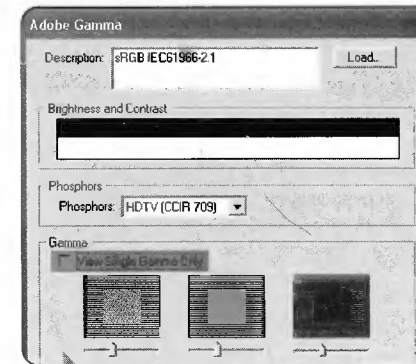 Adobe Gamma
Description: sRGB IEC61966-2.1 Load..
Brightness and Contrast
Phosphors
Phosphors: HDTV (CCIR 709)
Gamma
View Single Gamma Only